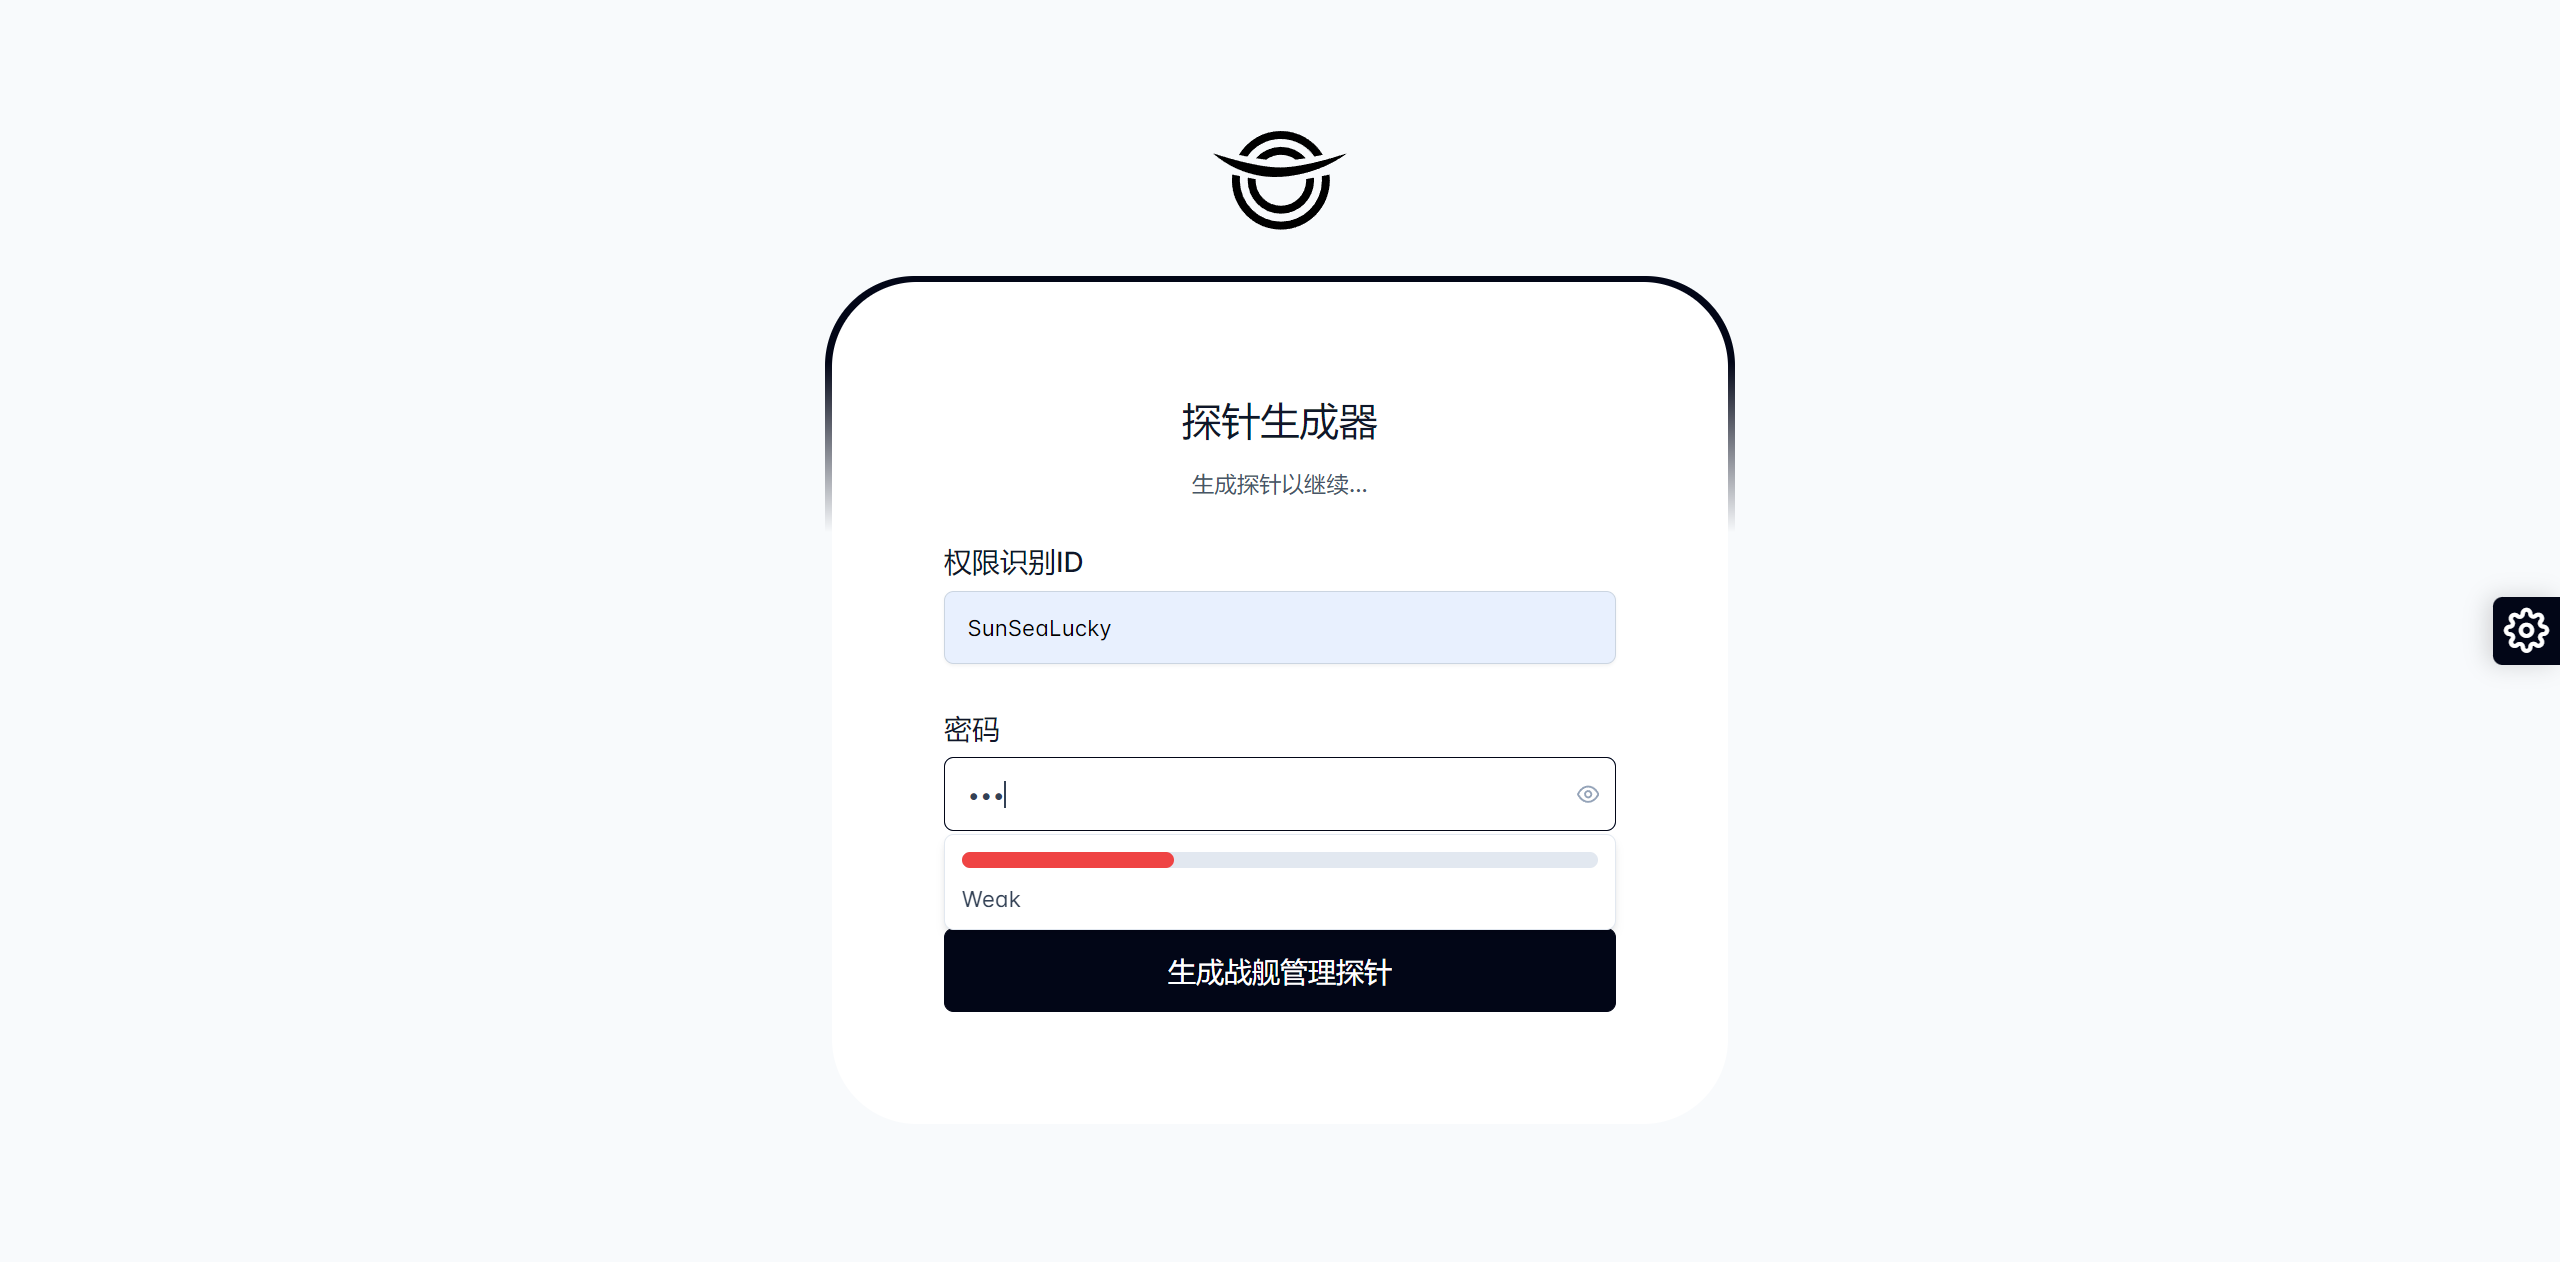 探针生成器
生成探针以继续...
权限识别ID
SunSeaLucky
密码
•••
Weak
生成战舰管理探针